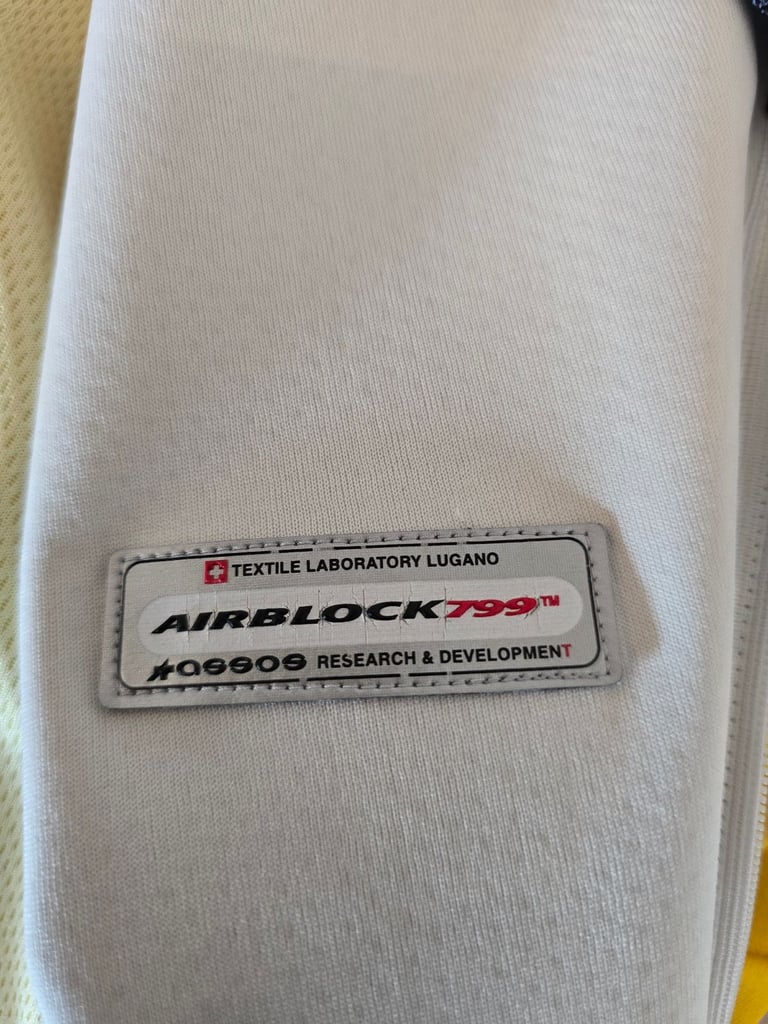 TEXTILE LABORATORY LUGANO
AIRBLOCK799™
assos RESEARCH & DEVELOPMENT